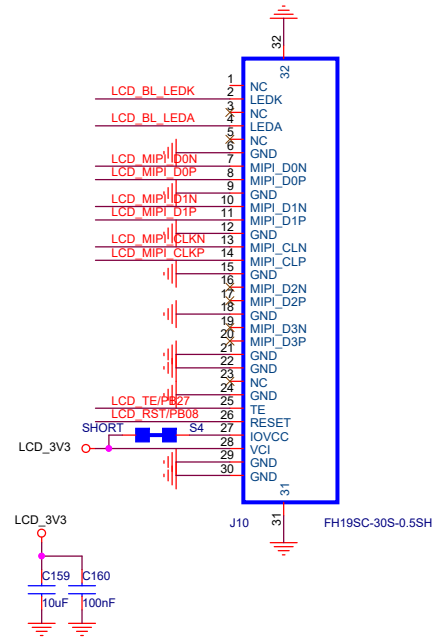 32
32
1 NC
LCD_BL_LEDK 2 LEDK
3 NC
LCD_BL_LEDA 4 LEDA
5 NC
6 GND
LCD_MIPI_D0N 7 MIPI_D0N
LCD_MIPI_D0P 8 MIPI_D0P
9 GND
LCD_MIPI_D1N 10 MIPI_D1N
LCD_MIPI_D1P 11 MIPI_D1P
12 GND
LCD_MIPI_CLKN 13 MIPI_CLN
LCD_MIPI_CLKP 14 MIPI_CLP
15 GND
16 MIPI_D2N
17 MIPI_D2P
18 GND
19 MIPI_D3N
20 MIPI_D3P
21 GND
22 GND
23 NC
24 GND
LCD_TE/PB27 25 TE
LCD_RST/PB08 26 RESET
SHORT S4 27 IOVCC
LCD_3V3 28 VCI
29 GND
30 GND
31
31
J10 FH19SC-30S-0.5SH
LCD_3V3
C159 C160
10uF 100nF